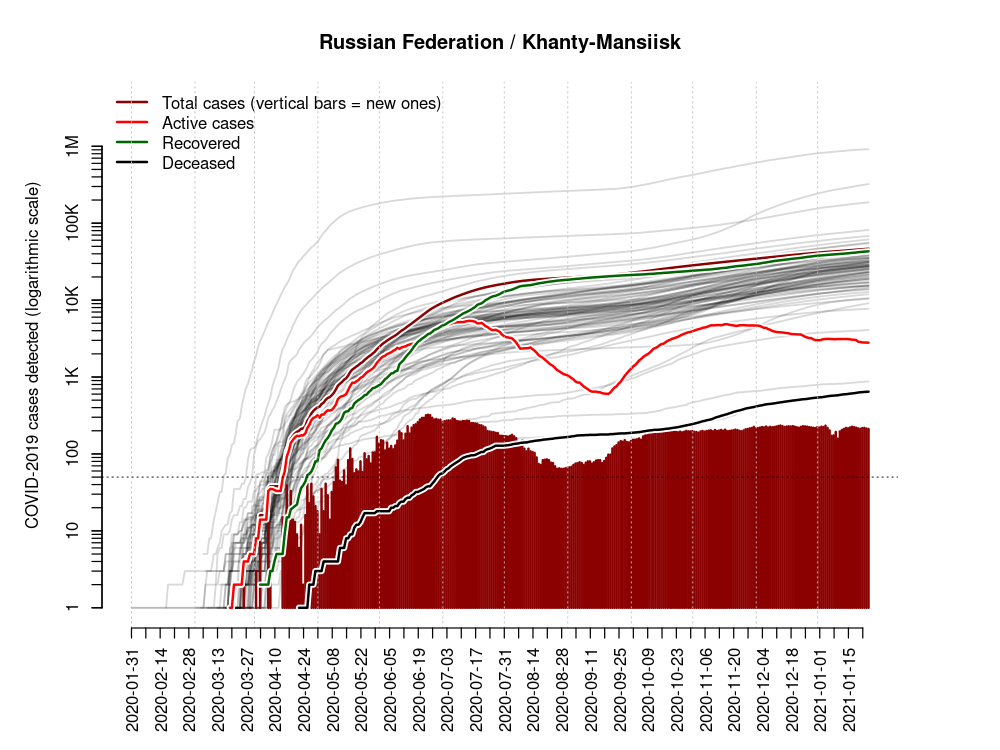 Russian Federation / Khanty-Mansiisk
Total cases (vertical bars = new ones)
Active cases
Recovered
Deceased
COVID-2019 cases detected (logarithmic scale)
1M
100K
10K
1K
100
10
1
2020-01-31
2020-02-14
2020-02-28
2020-03-13
2020-03-27
2020-04-10
2020-04-24
2020-05-08
2020-05-22
2020-06-05
2020-06-19
2020-07-03
2020-07-17
2020-07-31
2020-08-14
2020-08-28
2020-09-11
2020-09-25
2020-10-09
2020-10-23
2020-11-06
2020-11-20
2020-12-04
2020-12-18
2021-01-01
2021-01-15